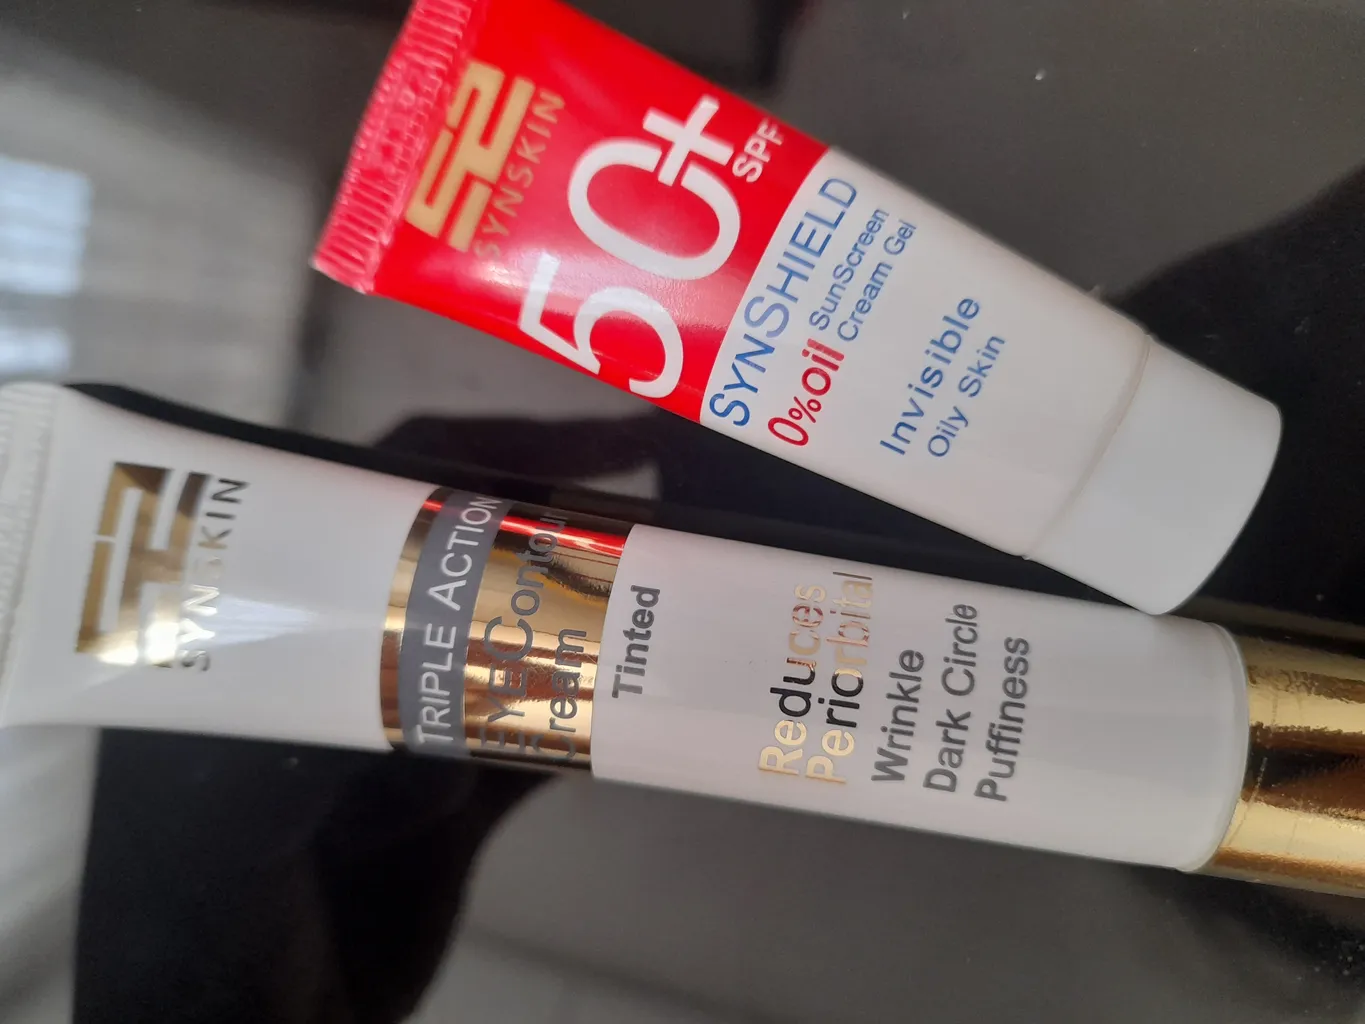 SYNSKIN
50+
SPF
SYNSHIELD
0%oil SunScreen
Cream Gel
Invisible
Oily Skin
SYNSKIN
TRIPLE ACTION
EYEContour
Cream
Tinted
Reduces
Periorbital
Wrinkle
Dark Circle
Puffiness